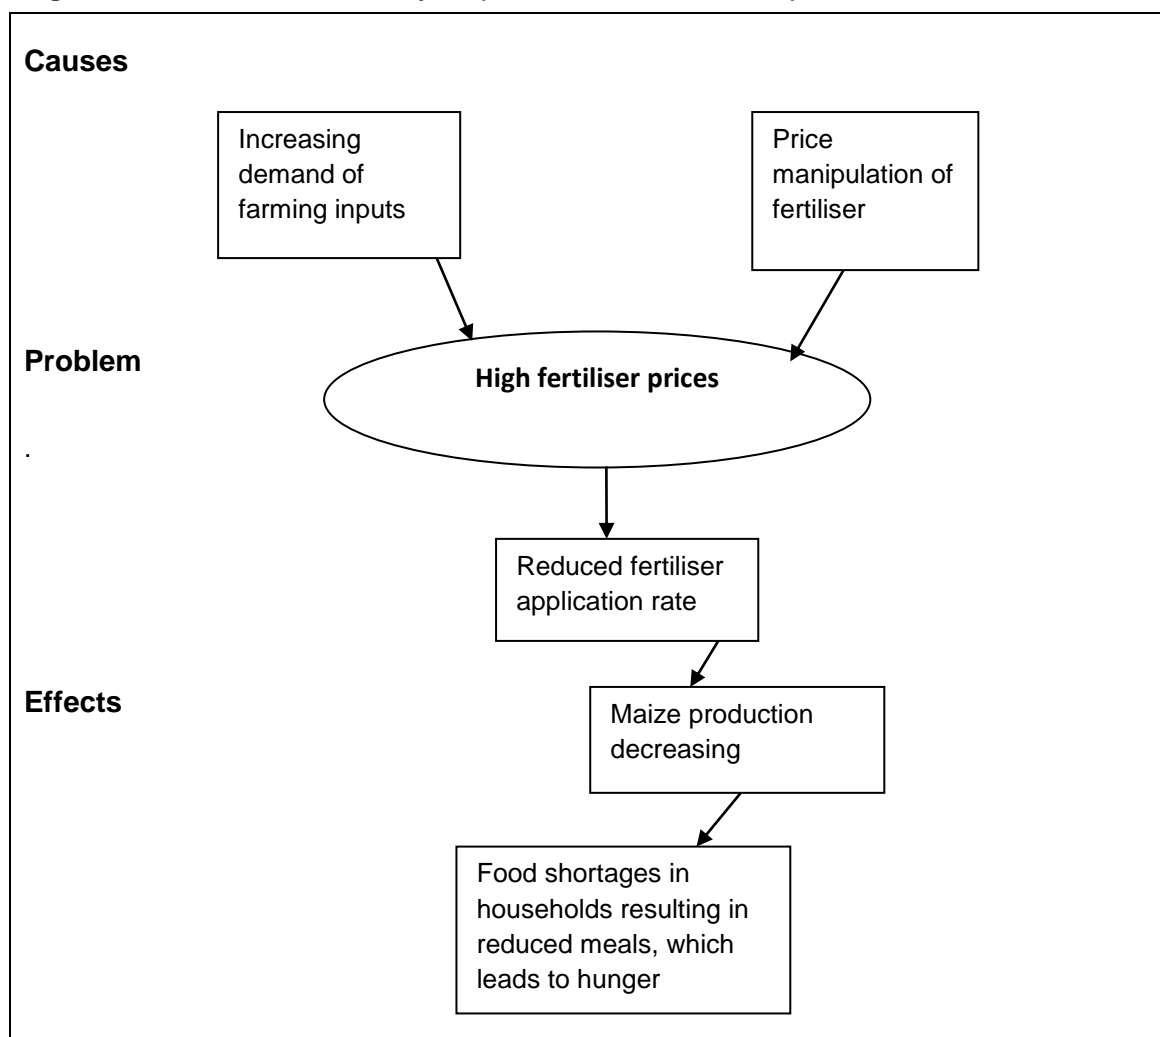 Causes
Increasing
demand of
farming inputs
Price
manipulation of
fertiliser
Problem
High fertiliser prices
.
Reduced fertiliser
application rate
Effects
Maize production
decreasing
Food shortages in
households resulting in
reduced meals, which
leads to hunger